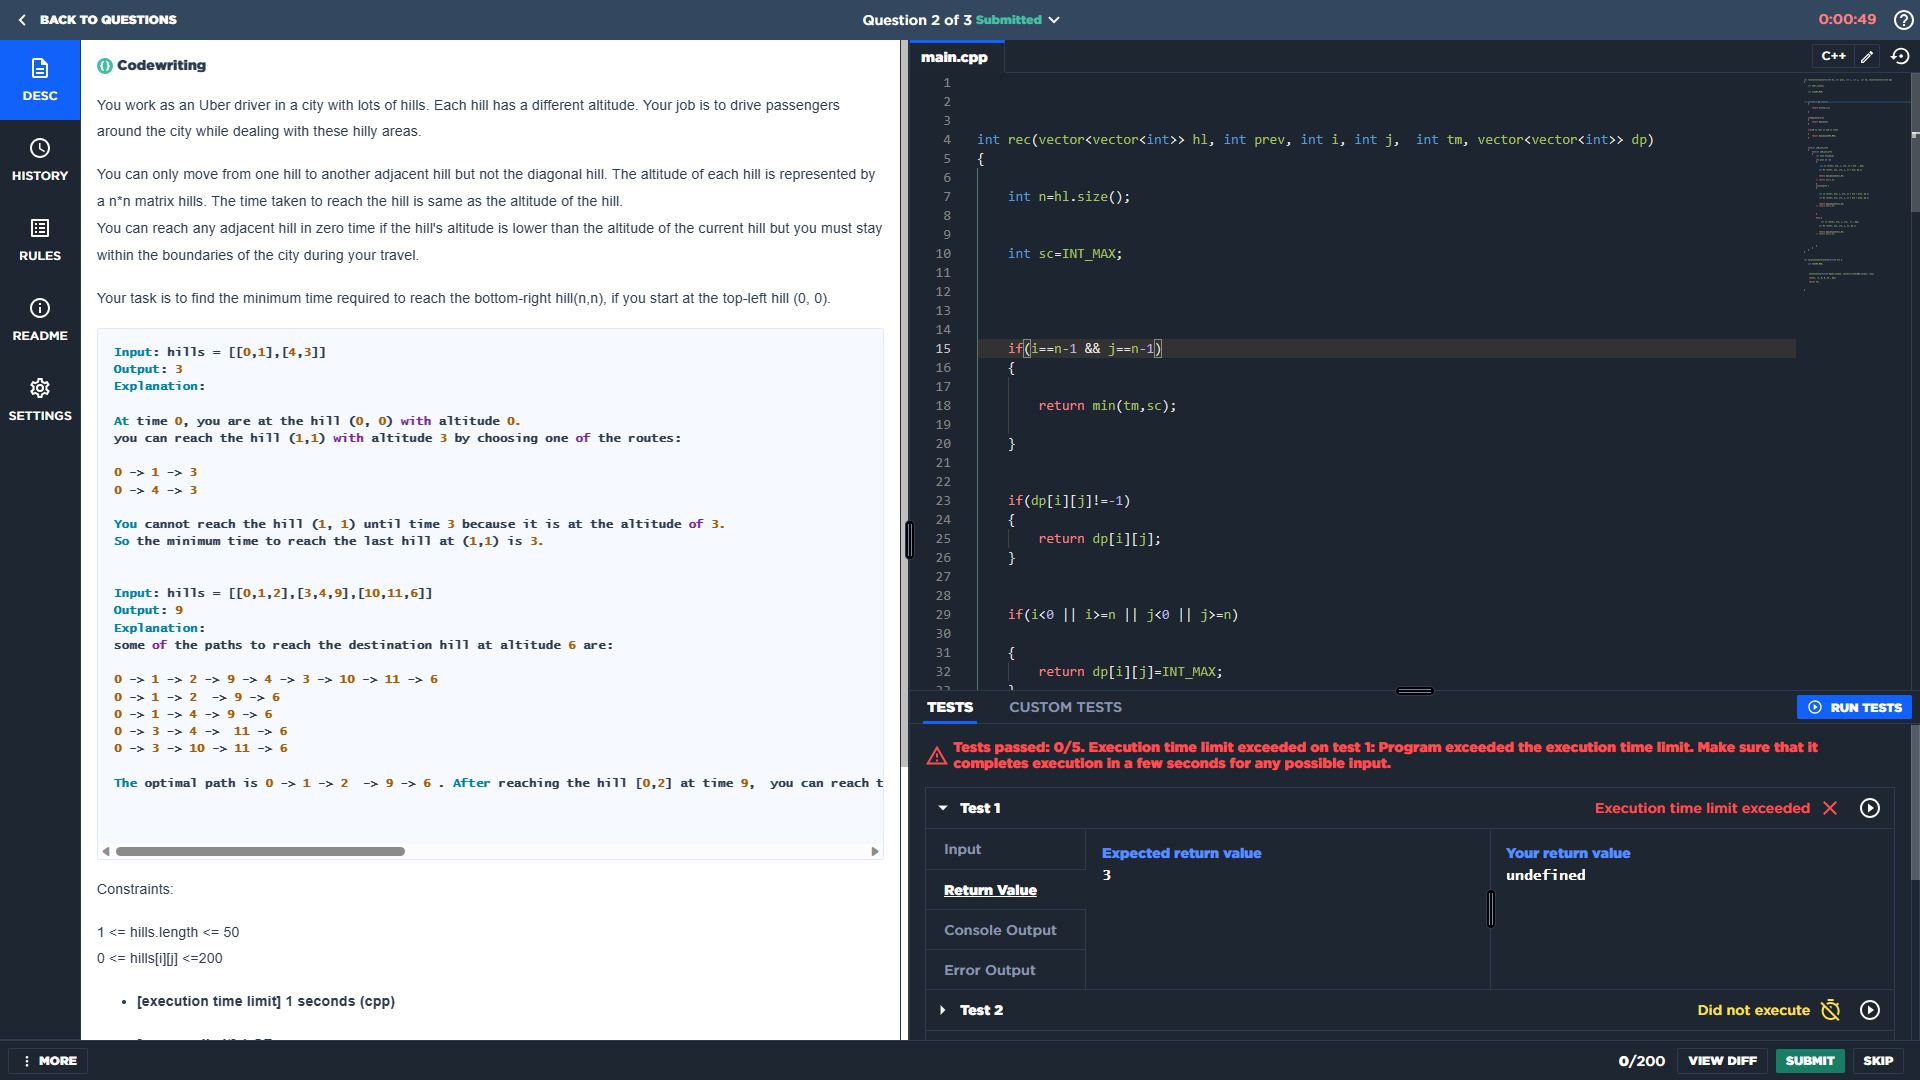 BACK TO QUESTIONS
Question 2 of 3 Submitted
0:00:49
DESC
HISTORY
RULES
README
SETTINGS
Codewriting
You work as an Uber driver in a city with lots of hills. Each hill has a different altitude. Your job is to drive passengers
around the city while dealing with these hilly areas.
You can only move from one hill to another adjacent hill but not the diagonal hill. The altitude of each hill is represented by
a n*n matrix hills. The time taken to reach the hill is same as the altitude of the hill.
You can reach any adjacent hill in zero time if the hill's altitude is lower than the altitude of the current hill but you must stay
within the boundaries of the city during your travel.
Your task is to find the minimum time required to reach the bottom-right hill(n,n), if you start at the top-left hill (0, 0).
Input: hills = [[0,1],[4,3]]
Output: 3
Explanation:
At time 0, you are at the hill (0, 0) with altitude 0.
you can reach the hill (1,1) with altitude 3 by choosing one of the routes:
0 -> 1 -> 3
0 -> 4 -> 3
You cannot reach the hill (1, 1) until time 3 because it is at the altitude of 3.
So the minimum time to reach the last hill at (1,1) is 3.
Input: hills = [[0,1,2],[3,4,9],[10,11,6]]
Output: 9
Explanation:
some of the paths to reach the destination hill at altitude 6 are:
0 -> 1 -> 2 -> 9 -> 4 -> 3 -> 10 -> 11 -> 6
0 -> 1 -> 2  -> 9 -> 6
0 -> 1 -> 4 -> 9 -> 6
0 -> 3 -> 4 ->  11 -> 6
0 -> 3 -> 10 -> 11 -> 6
The optimal path is 0 -> 1 -> 2  -> 9 -> 6 . After reaching the hill [0,2] at time 9,  you can reach t
Constraints:
1 <= hills.length <= 50
0 <= hills[i][j] <=200
• [execution time limit] 1 seconds (cpp)
MORE
main.cpp
C++
1
2
3
4 int rec(vector<vector<int>> hl, int prev, int i, int j,  int tm, vector<vector<int>> dp)
5 {
6
7 int n=hl.size();
8
9
10 int sc=INT_MAX;
11
12
13
14
15 if(i==n-1 && j==n-1)
16 {
17
18 return min(tm,sc);
19
20 }
21
22
23 if(dp[i][j]!=-1)
24 {
25 return dp[i][j];
26 }
27
28
29 if(i<0 || i>=n || j<0 || j>=n)
30
31 {
32 return dp[i][j]=INT_MAX;
TESTS
CUSTOM TESTS
RUN TESTS
Tests passed: 0/5. Execution time limit exceeded on test 1: Program exceeded the execution time limit. Make sure that it
completes execution in a few seconds for any possible input.
Test 1
Execution time limit exceeded
Input
Return Value
Console Output
Error Output
Expected return value
3
Your return value
undefined
Test 2
Did not execute
0/200
VIEW DIFF
SUBMIT
SKIP